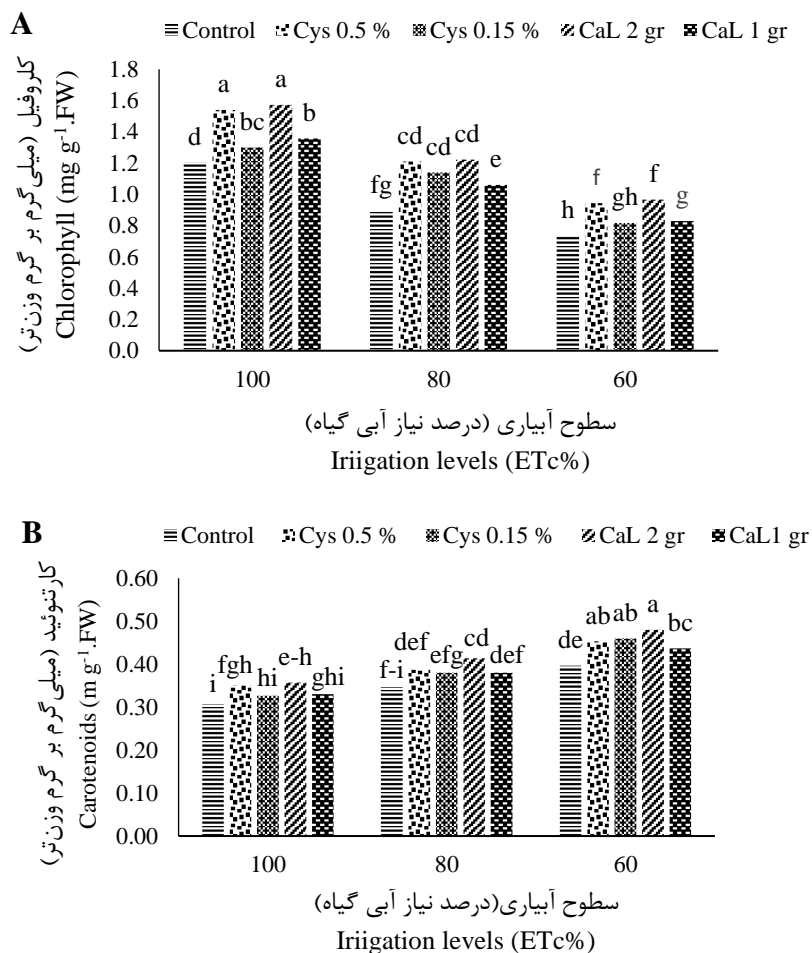 A
Control Cys 0.5 % Cys 0.15 % CaL 2 gr CaL 1 gr
کلروفیل (میلی‌گرم بر گرم وزن‌تر)
Chlorophyll (mg g-1.FW)
1.8
1.6
1.4
1.2
1.0
0.8
0.6
0.4
0.2
0.0
d a bc a b
fg cd cd cd e
h f gh f g
100 80 60
سطوح آبیاری (درصد نیاز آبی گیاه)
Iriigation levels (ETc%)
B
Control Cys 0.5 % Cys 0.15 % CaL 2 gr CaL1 gr
کارتنوئید (میلی‌گرم بر گرم وزن‌تر)
Carotenoids (m g-1.FW)
0.60
0.50
0.40
0.30
0.20
0.10
0.00
i fgh hi e-h ghi
f-i def efg cd def
de ab ab a bc
100 80 60
سطوح آبیاری(درصد نیاز آبی گیاه)
Iriigation levels (ETc%)